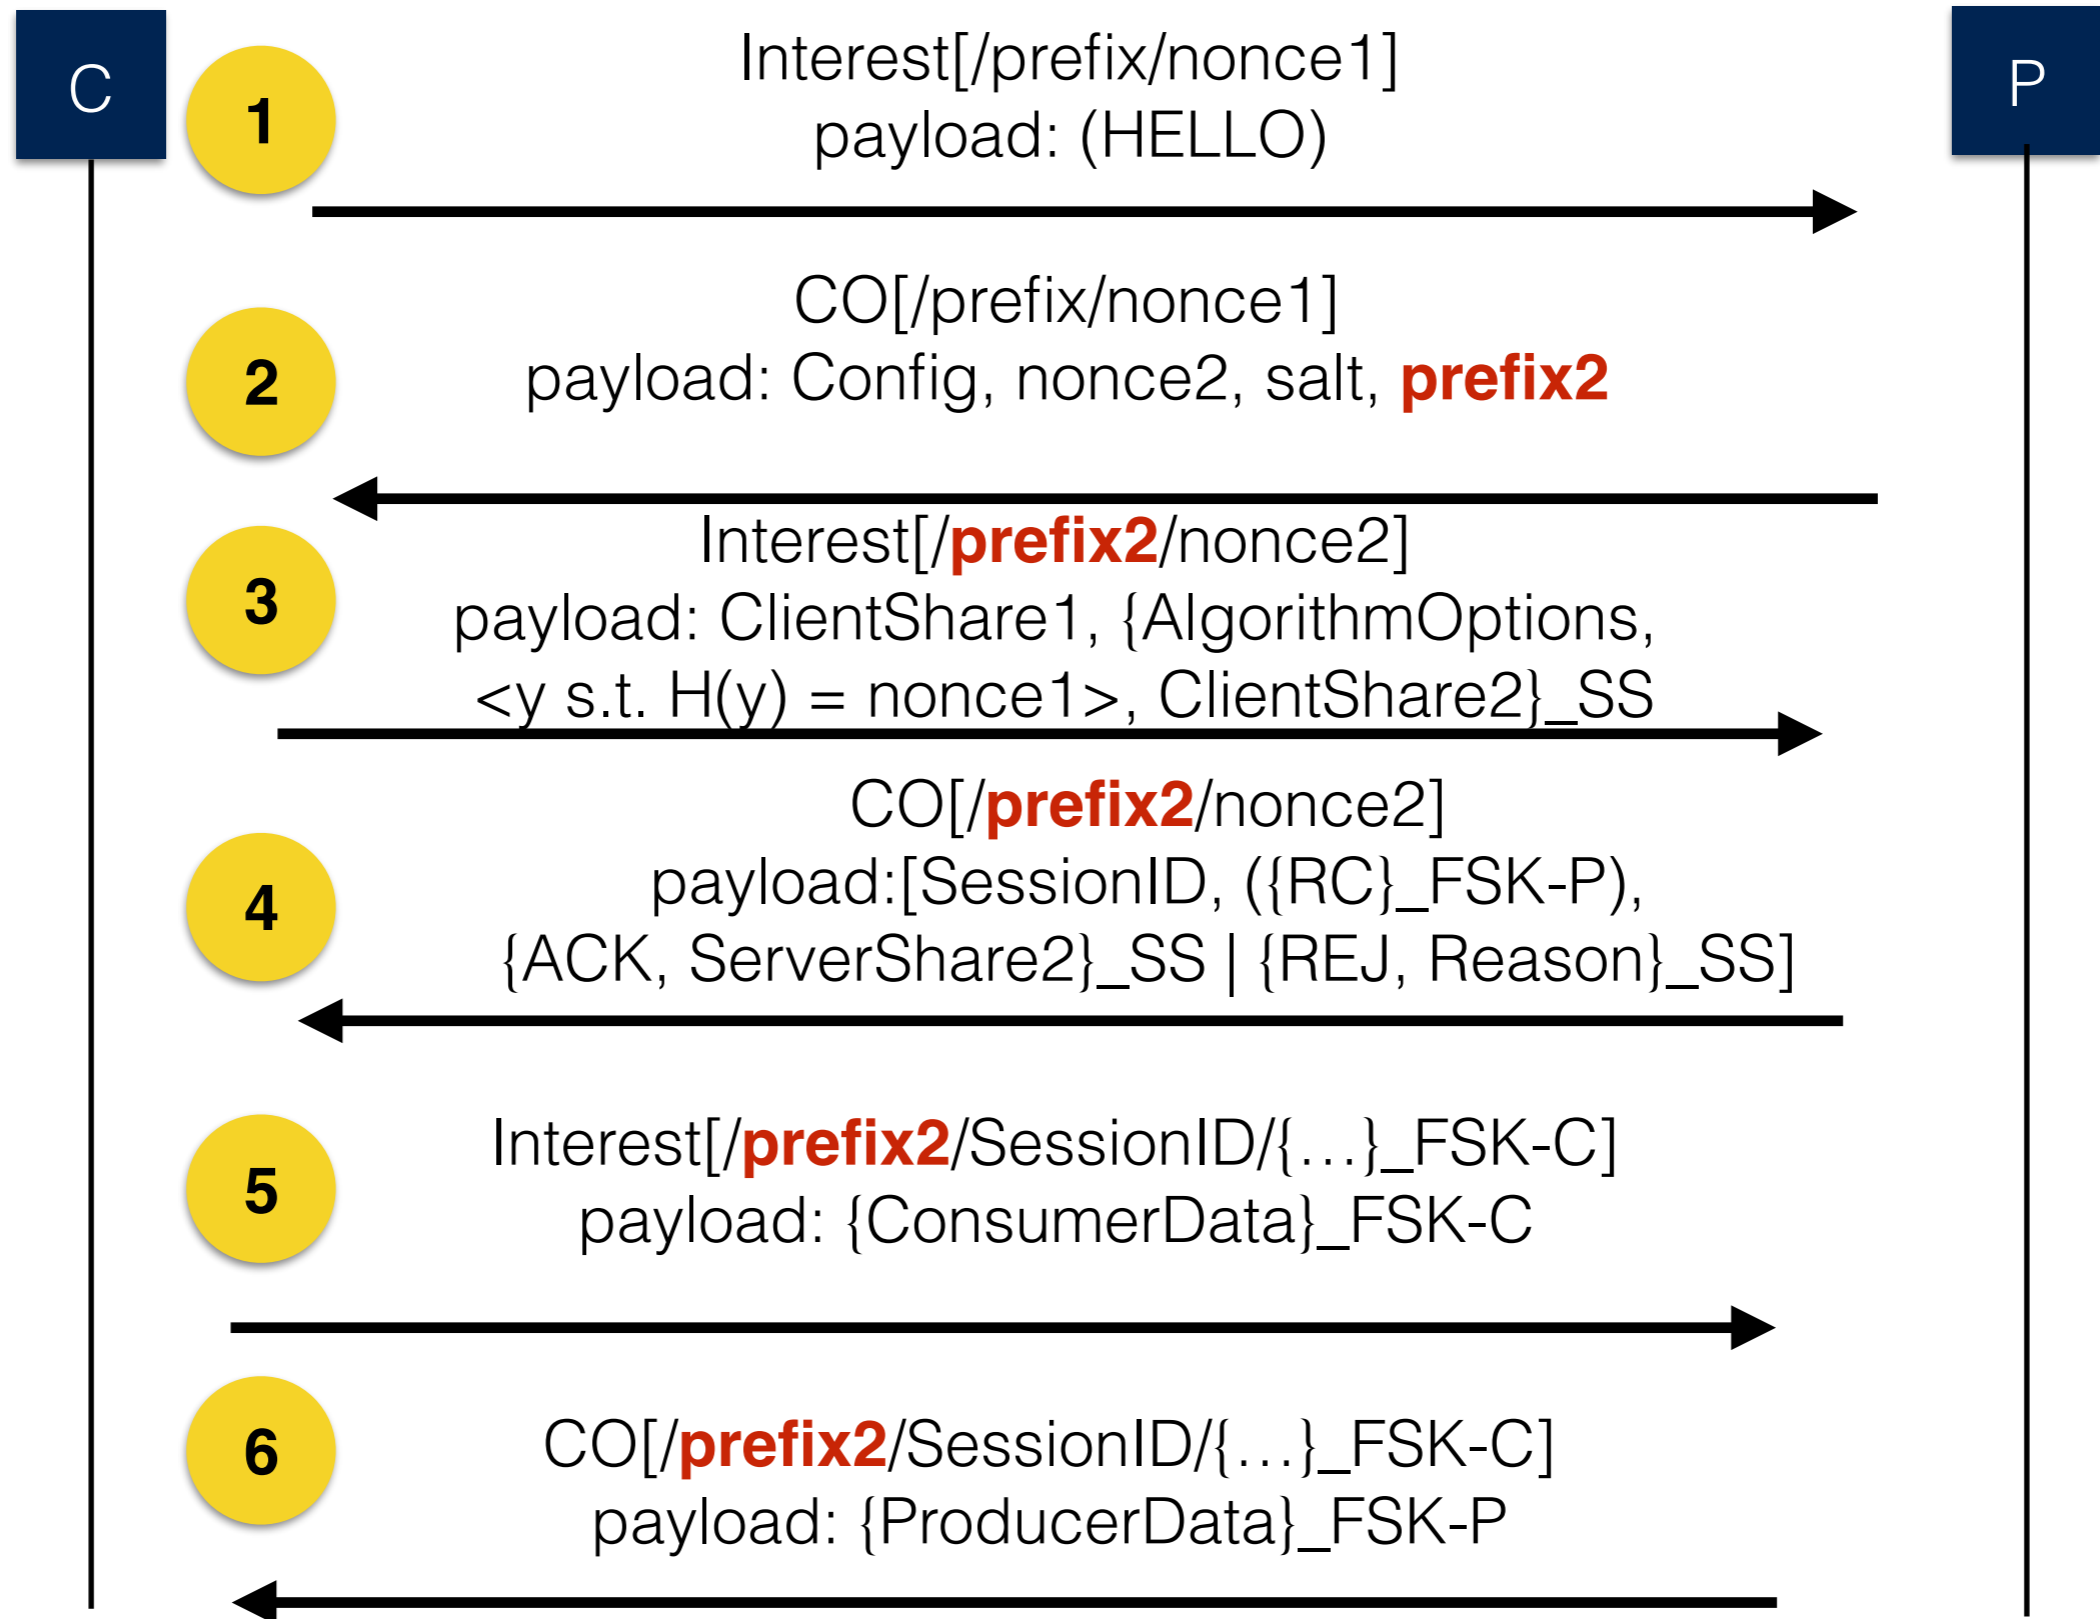 C
P
1
Interest[/prefix/nonce1]
payload: (HELLO)
2
CO[/prefix/nonce1]
payload: Config, nonce2, salt, prefix2
3
Interest[/prefix2/nonce2]
payload: ClientShare1, {AlgorithmOptions,
<y s.t. H(y) = nonce1>, ClientShare2}_SS
4
CO[/prefix2/nonce2]
payload:[SessionID, ({RC}_FSK-P),
{ACK, ServerShare2}_SS | {REJ, Reason}_SS]
5
Interest[/prefix2/SessionID/{...}_FSK-C]
payload: {ConsumerData}_FSK-C
6
CO[/prefix2/SessionID/{...}_FSK-C]
payload: {ProducerData}_FSK-P